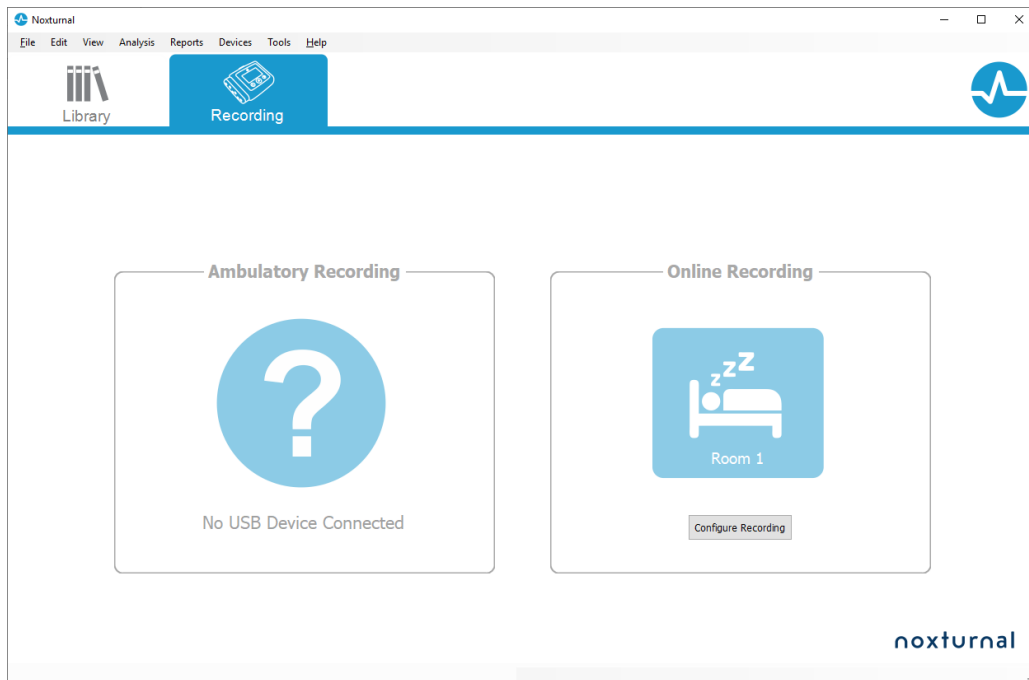 Noxturnal
File Edit View Analysis Reports Devices Tools Help
Library
Recording
Ambulatory Recording
No USB Device Connected
Online Recording
z z Z
Room 1
Configure Recording
noxturnal